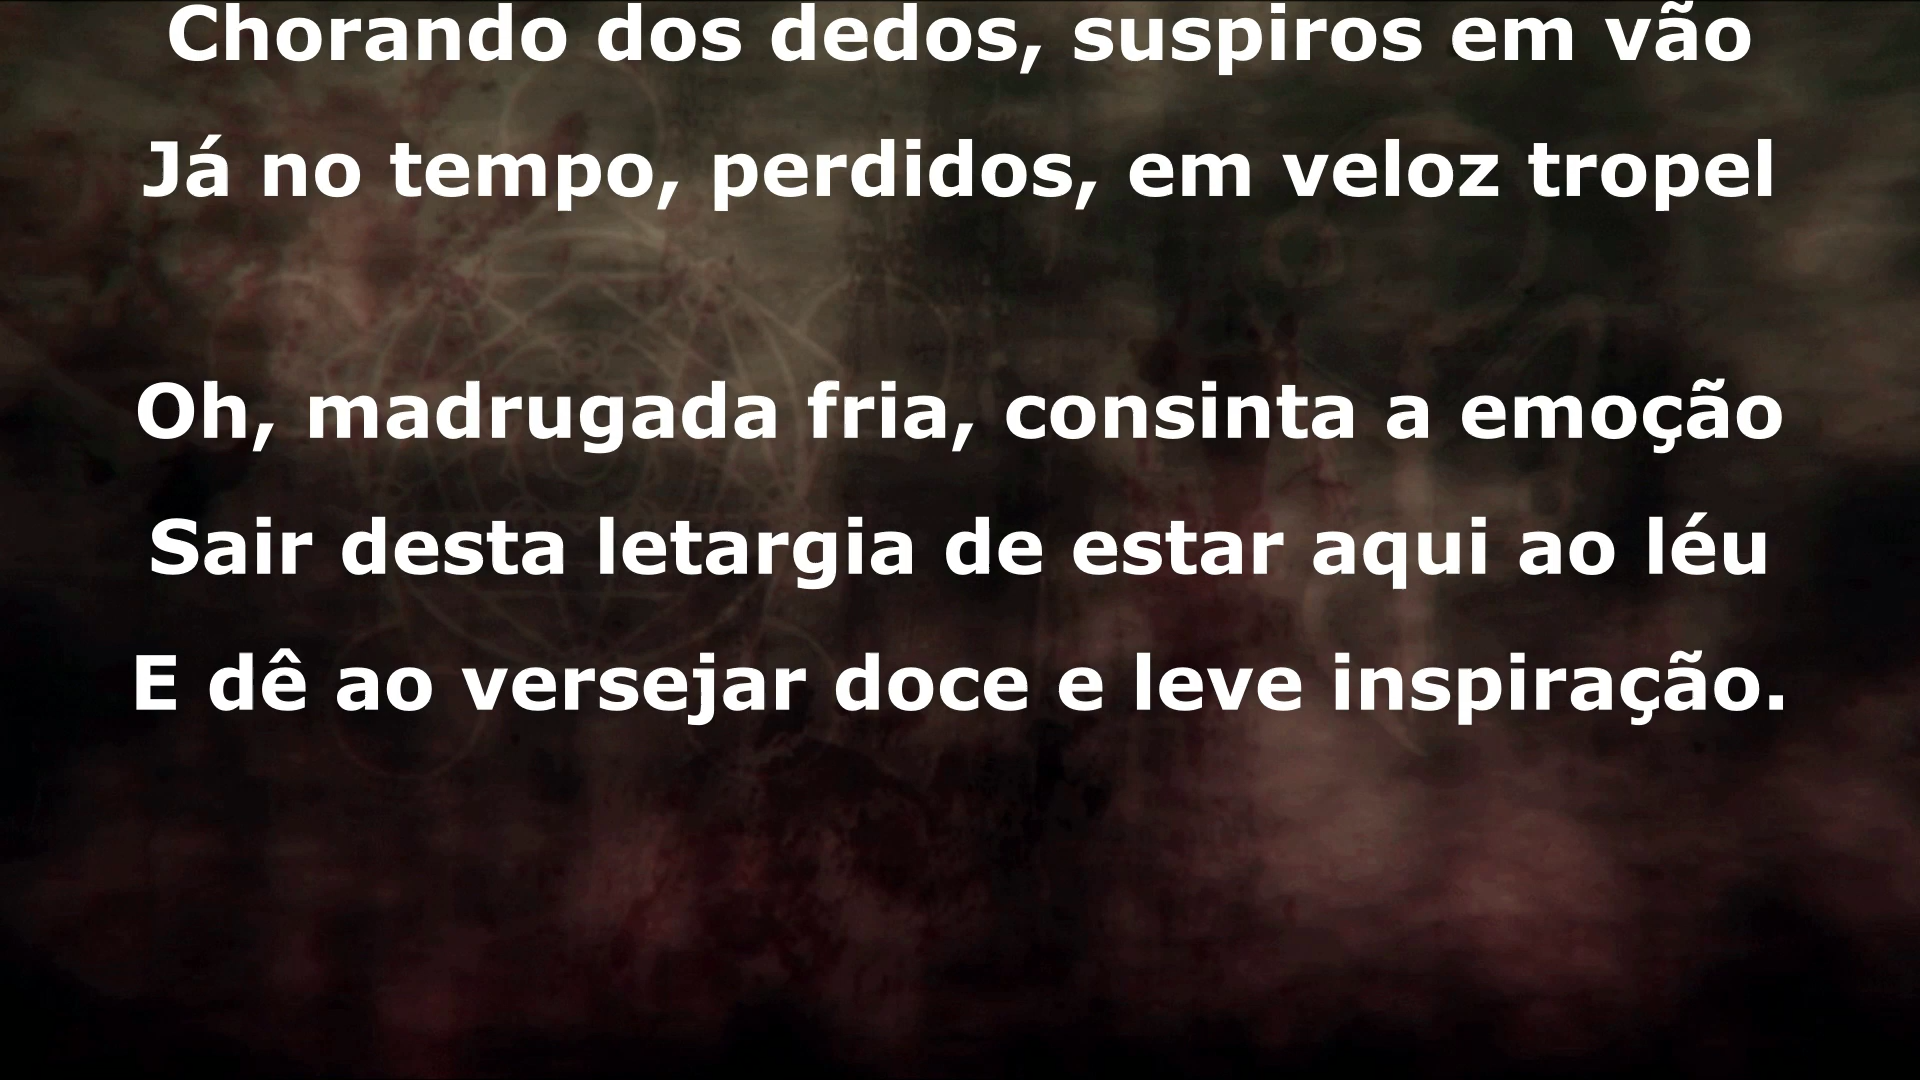 Chorando dos dedos, suspiros em vão
Já no tempo, perdidos, em veloz tropel
Oh, madrugada fria, consinta a emoção
Sair desta letargia de estar aqui ao léu
E dê ao versejar doce e leve inspiração.